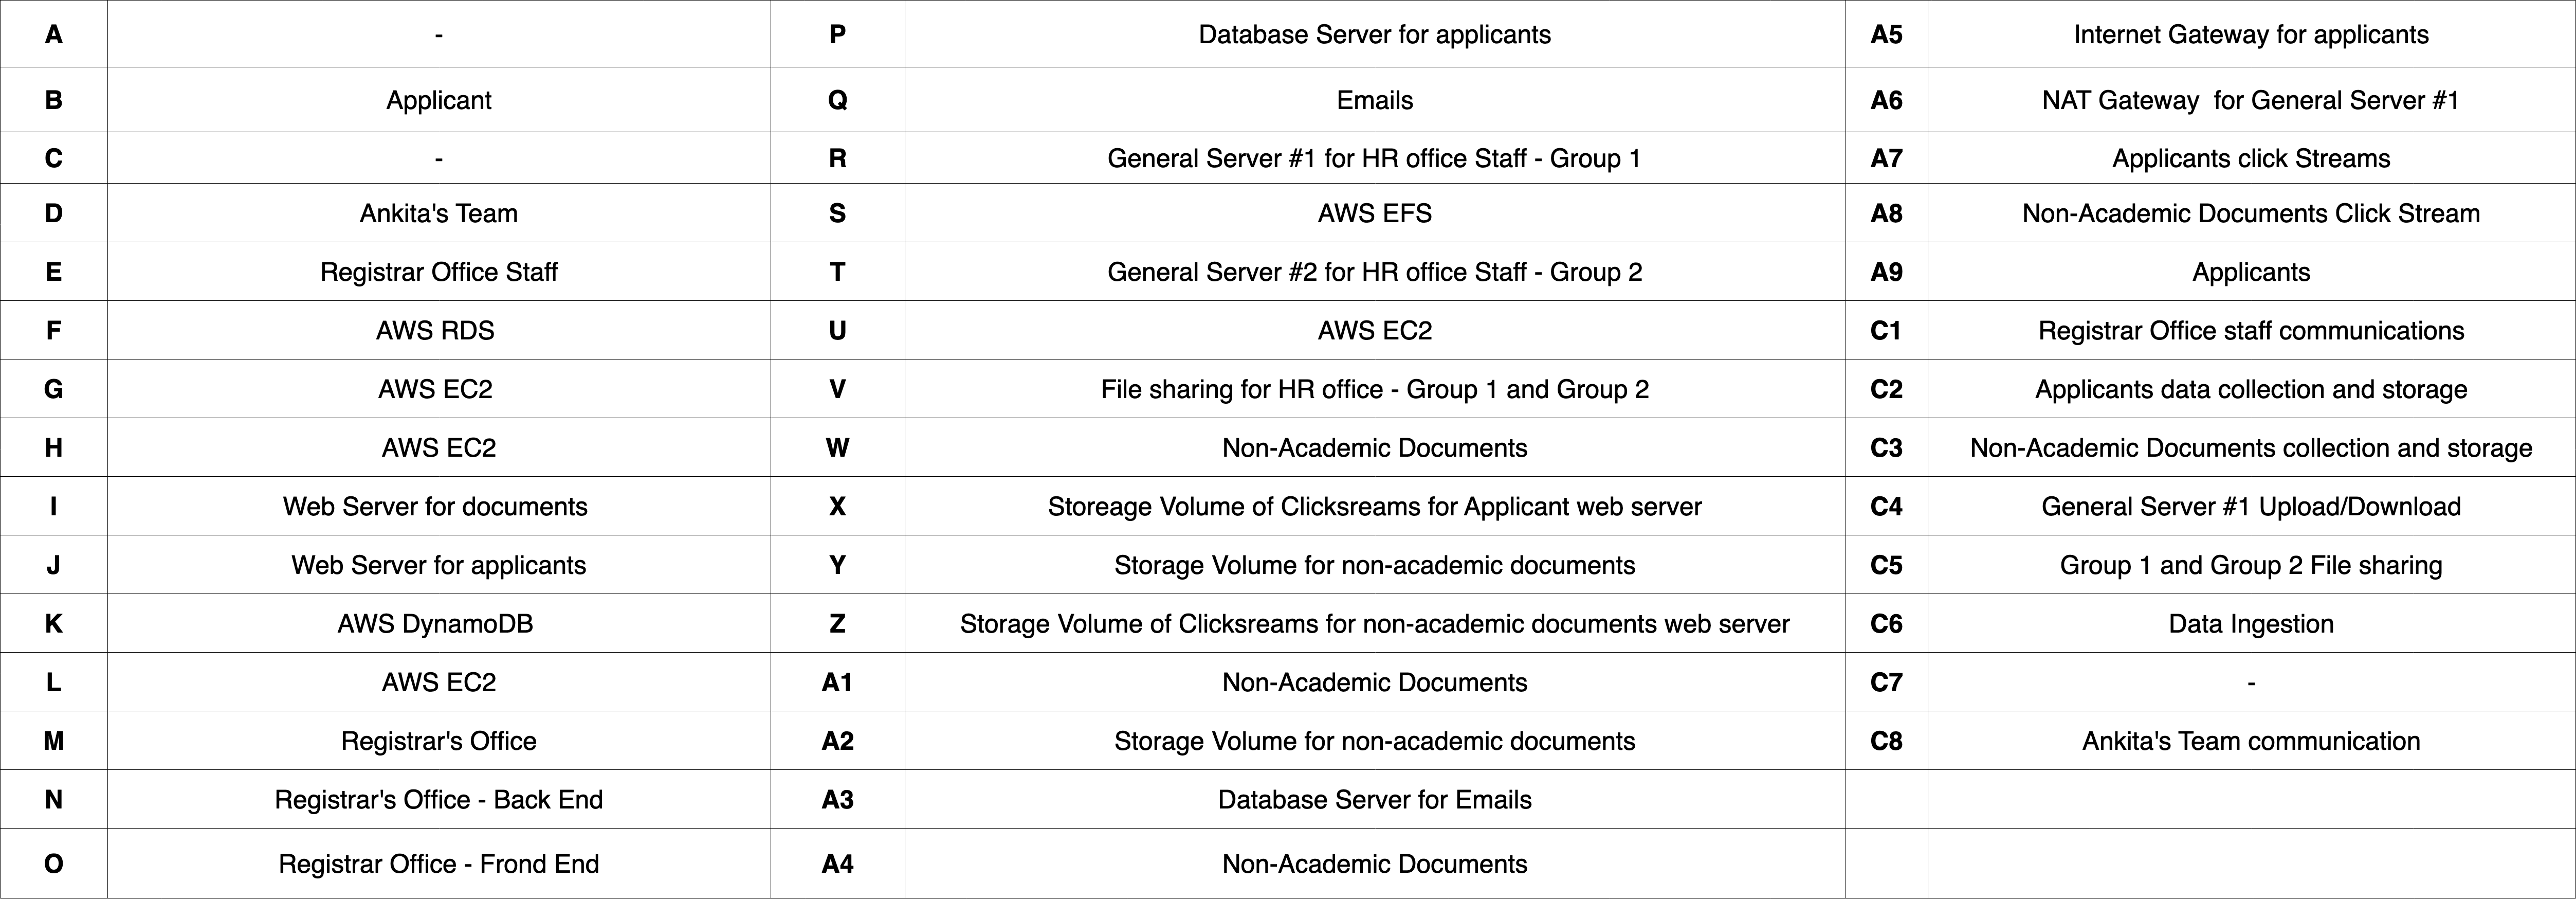 A - P Database Server for applicants A5 Internet Gateway for applicants
B Applicant Q Emails A6 NAT Gateway for General Server #1
C - R General Server #1 for HR office Staff - Group 1 A7 Applicants click Streams
D Ankita's Team S AWS EFS A8 Non-Academic Documents Click Stream
E Registrar Office Staff T General Server #2 for HR office Staff - Group 2 A9 Applicants
F AWS RDS U AWS EC2 C1 Registrar Office staff communications
G AWS EC2 V File sharing for HR office - Group 1 and Group 2 C2 Applicants data collection and storage
H AWS EC2 W Non-Academic Documents C3 Non-Academic Documents collection and storage
I Web Server for documents X Storeage Volume of Clicksreams for Applicant web server C4 General Server #1 Upload/Download
J Web Server for applicants Y Storage Volume for non-academic documents C5 Group 1 and Group 2 File sharing
K AWS DynamoDB Z Storage Volume of Clicksreams for non-academic documents web server C6 Data Ingestion
L AWS EC2 A1 Non-Academic Documents C7 -
M Registrar's Office A2 Storage Volume for non-academic documents C8 Ankita's Team communication
N Registrar's Office - Back End A3 Database Server for Emails
O Registrar Office - Frond End A4 Non-Academic Documents